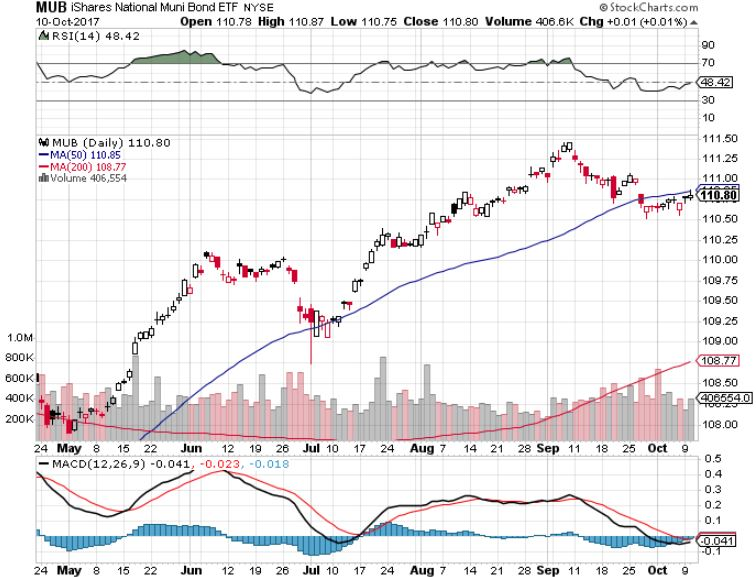 MUB iShares National Muni Bond ETF NYSE © StockCharts.com
10-Oct-2017 Open 110.78 High 110.87 Low 110.75 Close 110.80 Volume 406.6K Chg +0.01 (+0.01%)
RSI(14) 48.42
90
70
48.42
30
10
MUB (Daily) 110.80
MA(50) 110.85
MA(200) 108.77
Volume 406,554
111.50
111.25
111.00
110.80
110.50
110.25
110.00
109.75
109.50
109.25
109.00
108.77
108.50
108.00
1.0M
800K
600K
400K
200K
406554.0
24 May 8 15 22 Jun 12 19 26 Jul 10 17 24 Aug 7 14 21 28 Sep 11 18 25 Oct 9
MACD(12,26,9) -0.041, -0.023, -0.018
0.5
0.4
0.3
0.2
0.1
-0.041
-0.1
24 May 8 15 22 Jun 12 19 26 Jul 10 17 24 Aug 7 14 21 28 Sep 11 18 25 Oct 9